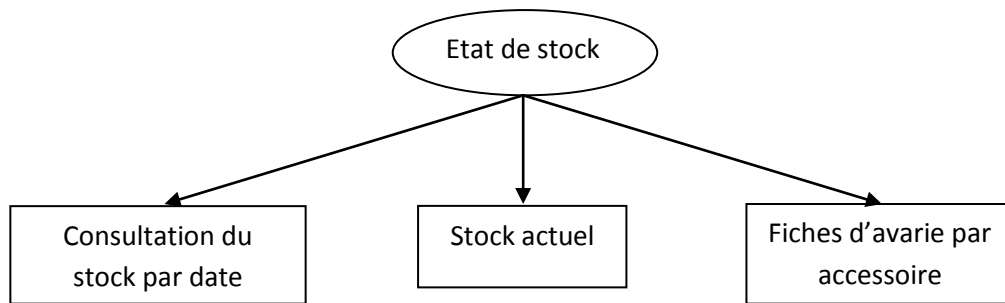 Etat de stock
Consultation du
stock par date
Stock actuel
Fiches d’avarie par
accessoire